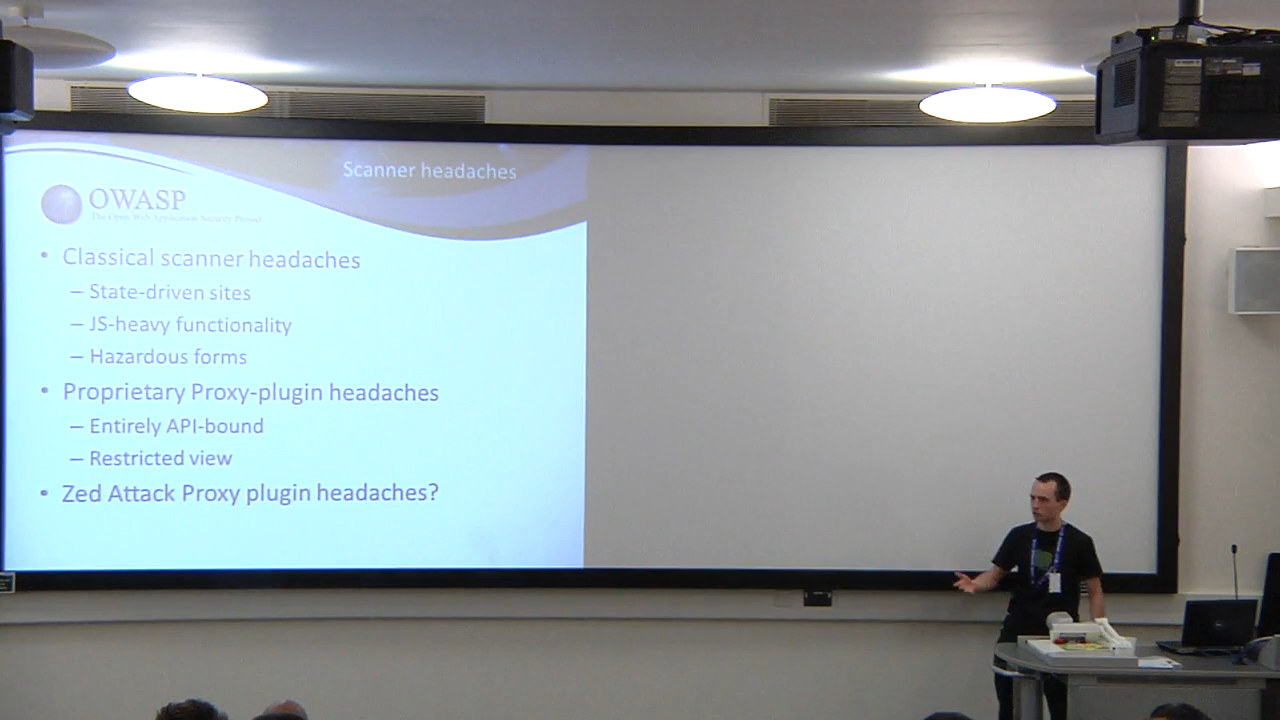 Scanner headaches
OWASP
The Open Web Application Security Project
• Classical scanner headaches
– State-driven sites
– JS-heavy functionality
– Hazardous forms
• Proprietary Proxy-plugin headaches
– Entirely API-bound
– Restricted view
• Zed Attack Proxy plugin headaches?